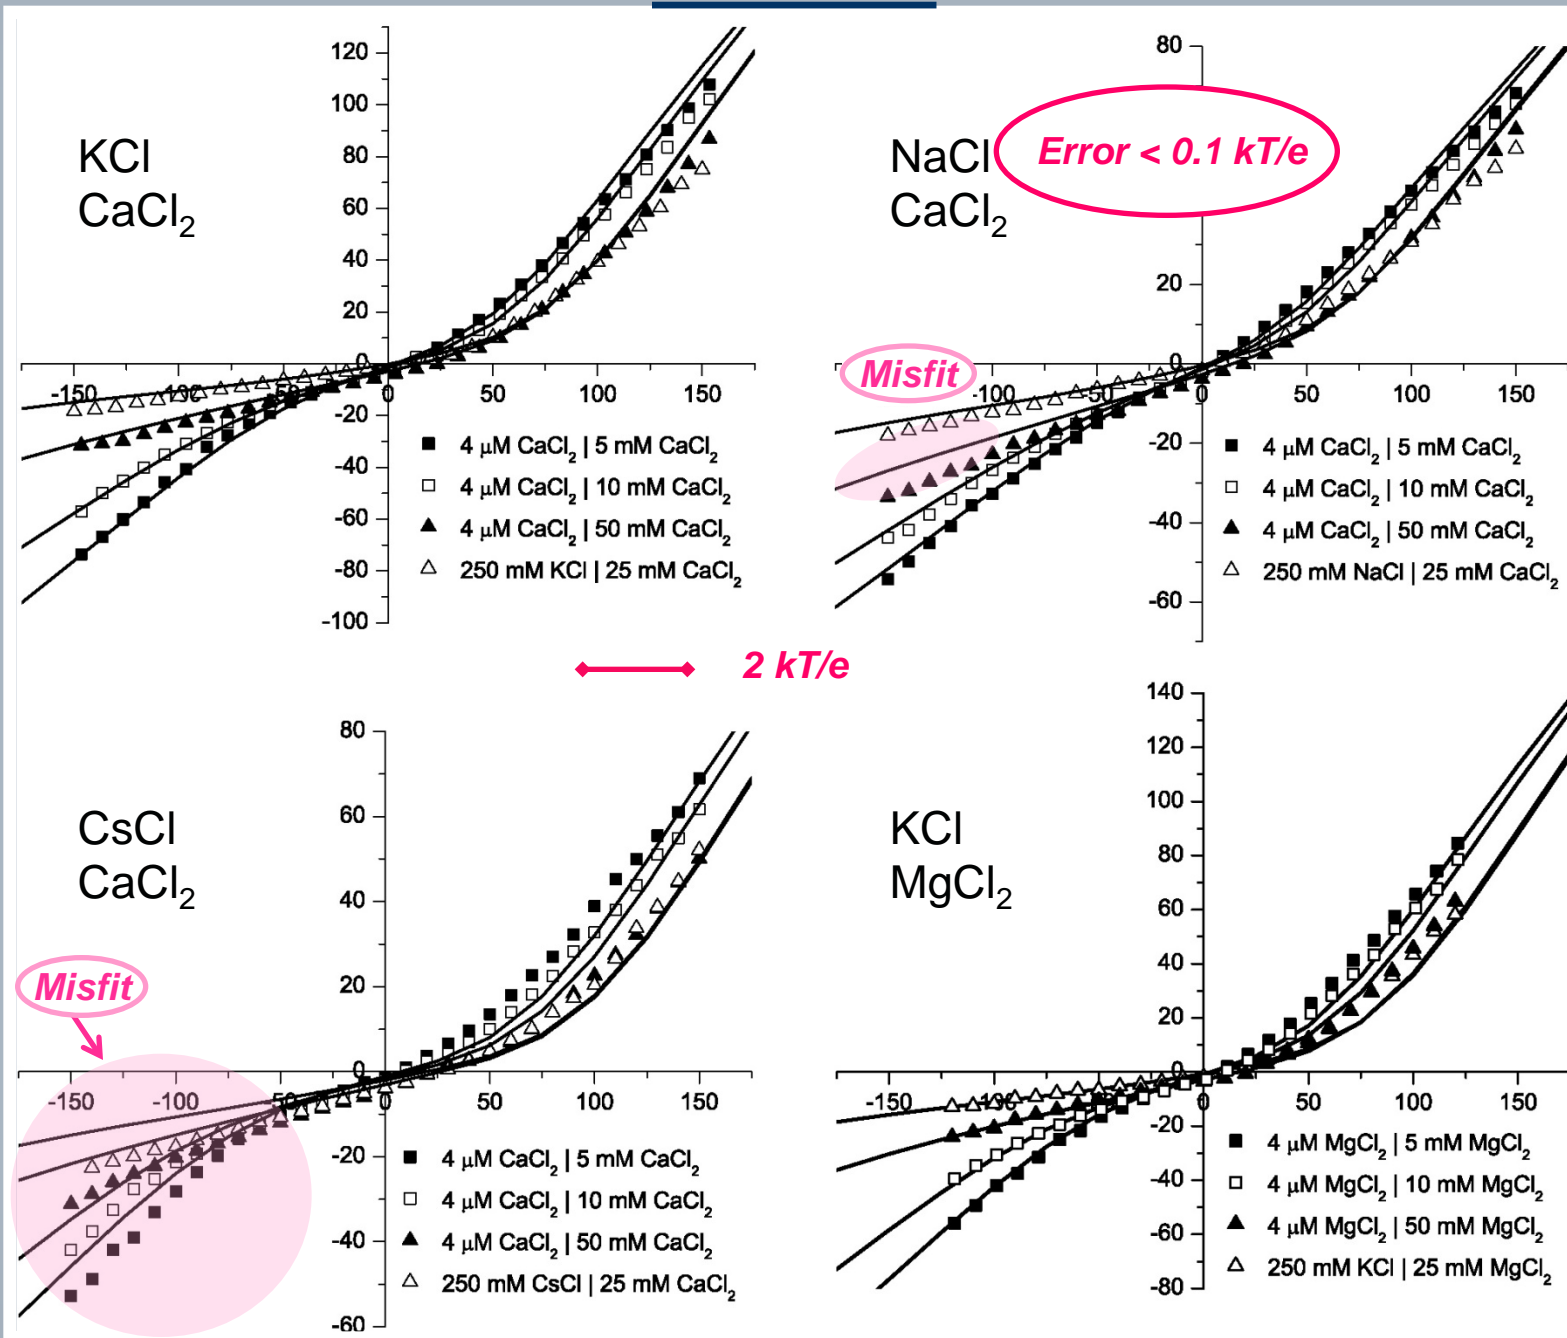 KCl
CaCl₂
120
100
80
60
40
20
0
-20
-40
-60
-80
-100
-150
-100
-50
50
100
150
4 μM CaCl₂ | 5 mM CaCl₂
4 μM CaCl₂ | 10 mM CaCl₂
4 μM CaCl₂ | 50 mM CaCl₂
250 mM KCl | 25 mM CaCl₂
NaCl
CaCl₂
Error < 0.1 kT/e
Misfit
80
20
0
-20
-40
-60
-100
-50
50
100
150
4 μM CaCl₂ | 5 mM CaCl₂
4 μM CaCl₂ | 10 mM CaCl₂
4 μM CaCl₂ | 50 mM CaCl₂
250 mM NaCl | 25 mM CaCl₂
2 kT/e
CsCl
CaCl₂
Misfit
80
60
40
20
0
-20
-40
-60
-150
-100
-50
50
100
150
4 μM CaCl₂ | 5 mM CaCl₂
4 μM CaCl₂ | 10 mM CaCl₂
4 μM CaCl₂ | 50 mM CaCl₂
250 mM CsCl | 25 mM CaCl₂
KCl
MgCl₂
140
120
100
80
60
40
20
0
-20
-40
-60
-80
-150
-100
-50
50
100
150
4 μM MgCl₂ | 5 mM MgCl₂
4 μM MgCl₂ | 10 mM MgCl₂
4 μM MgCl₂ | 50 mM MgCl₂
250 mM KCl | 25 mM MgCl₂